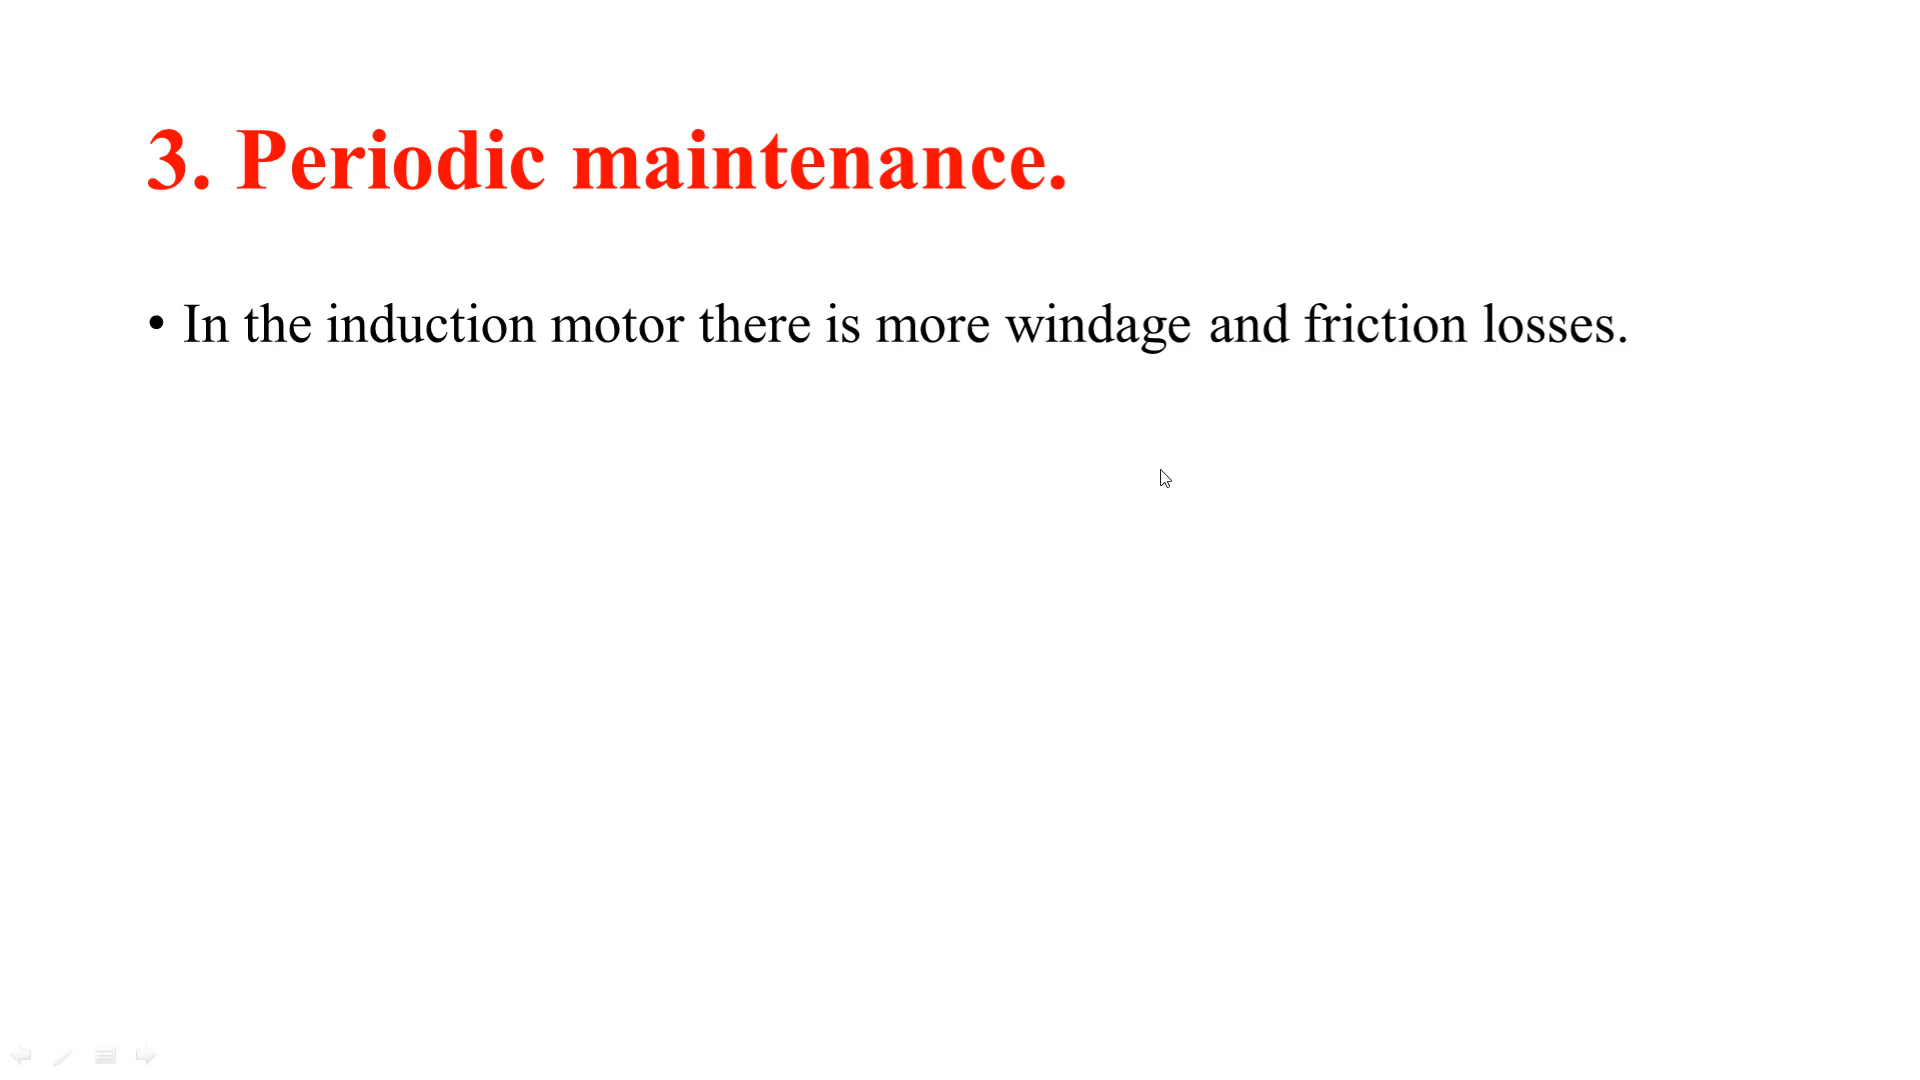 3. Periodic maintenance.
• In the induction motor there is more windage and friction losses.